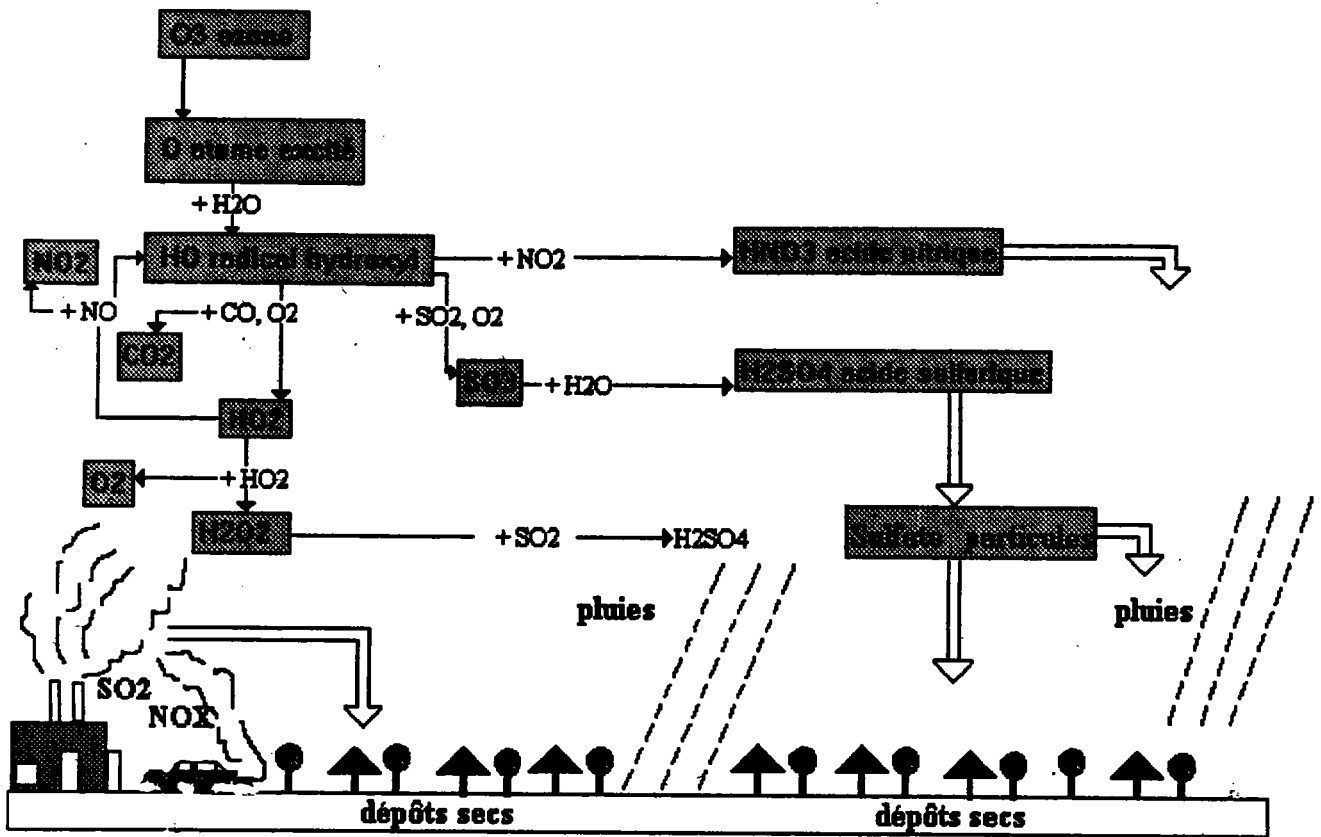 O3 ozone
O atome excité
+ H2O
NO2
HO radical hydroxyl
+ NO2
HNO3 acide nitrique
+ NO
+ CO, O2
+ SO2, O2
CO2
SO3
+ H2O
H2SO4 acide sulfurique
HO2
O2
+ HO2
H2O2
+ SO2
H2SO4
Sulfate particules
pluies
pluies
SO2
NOX
dépôts secs
dépôts secs